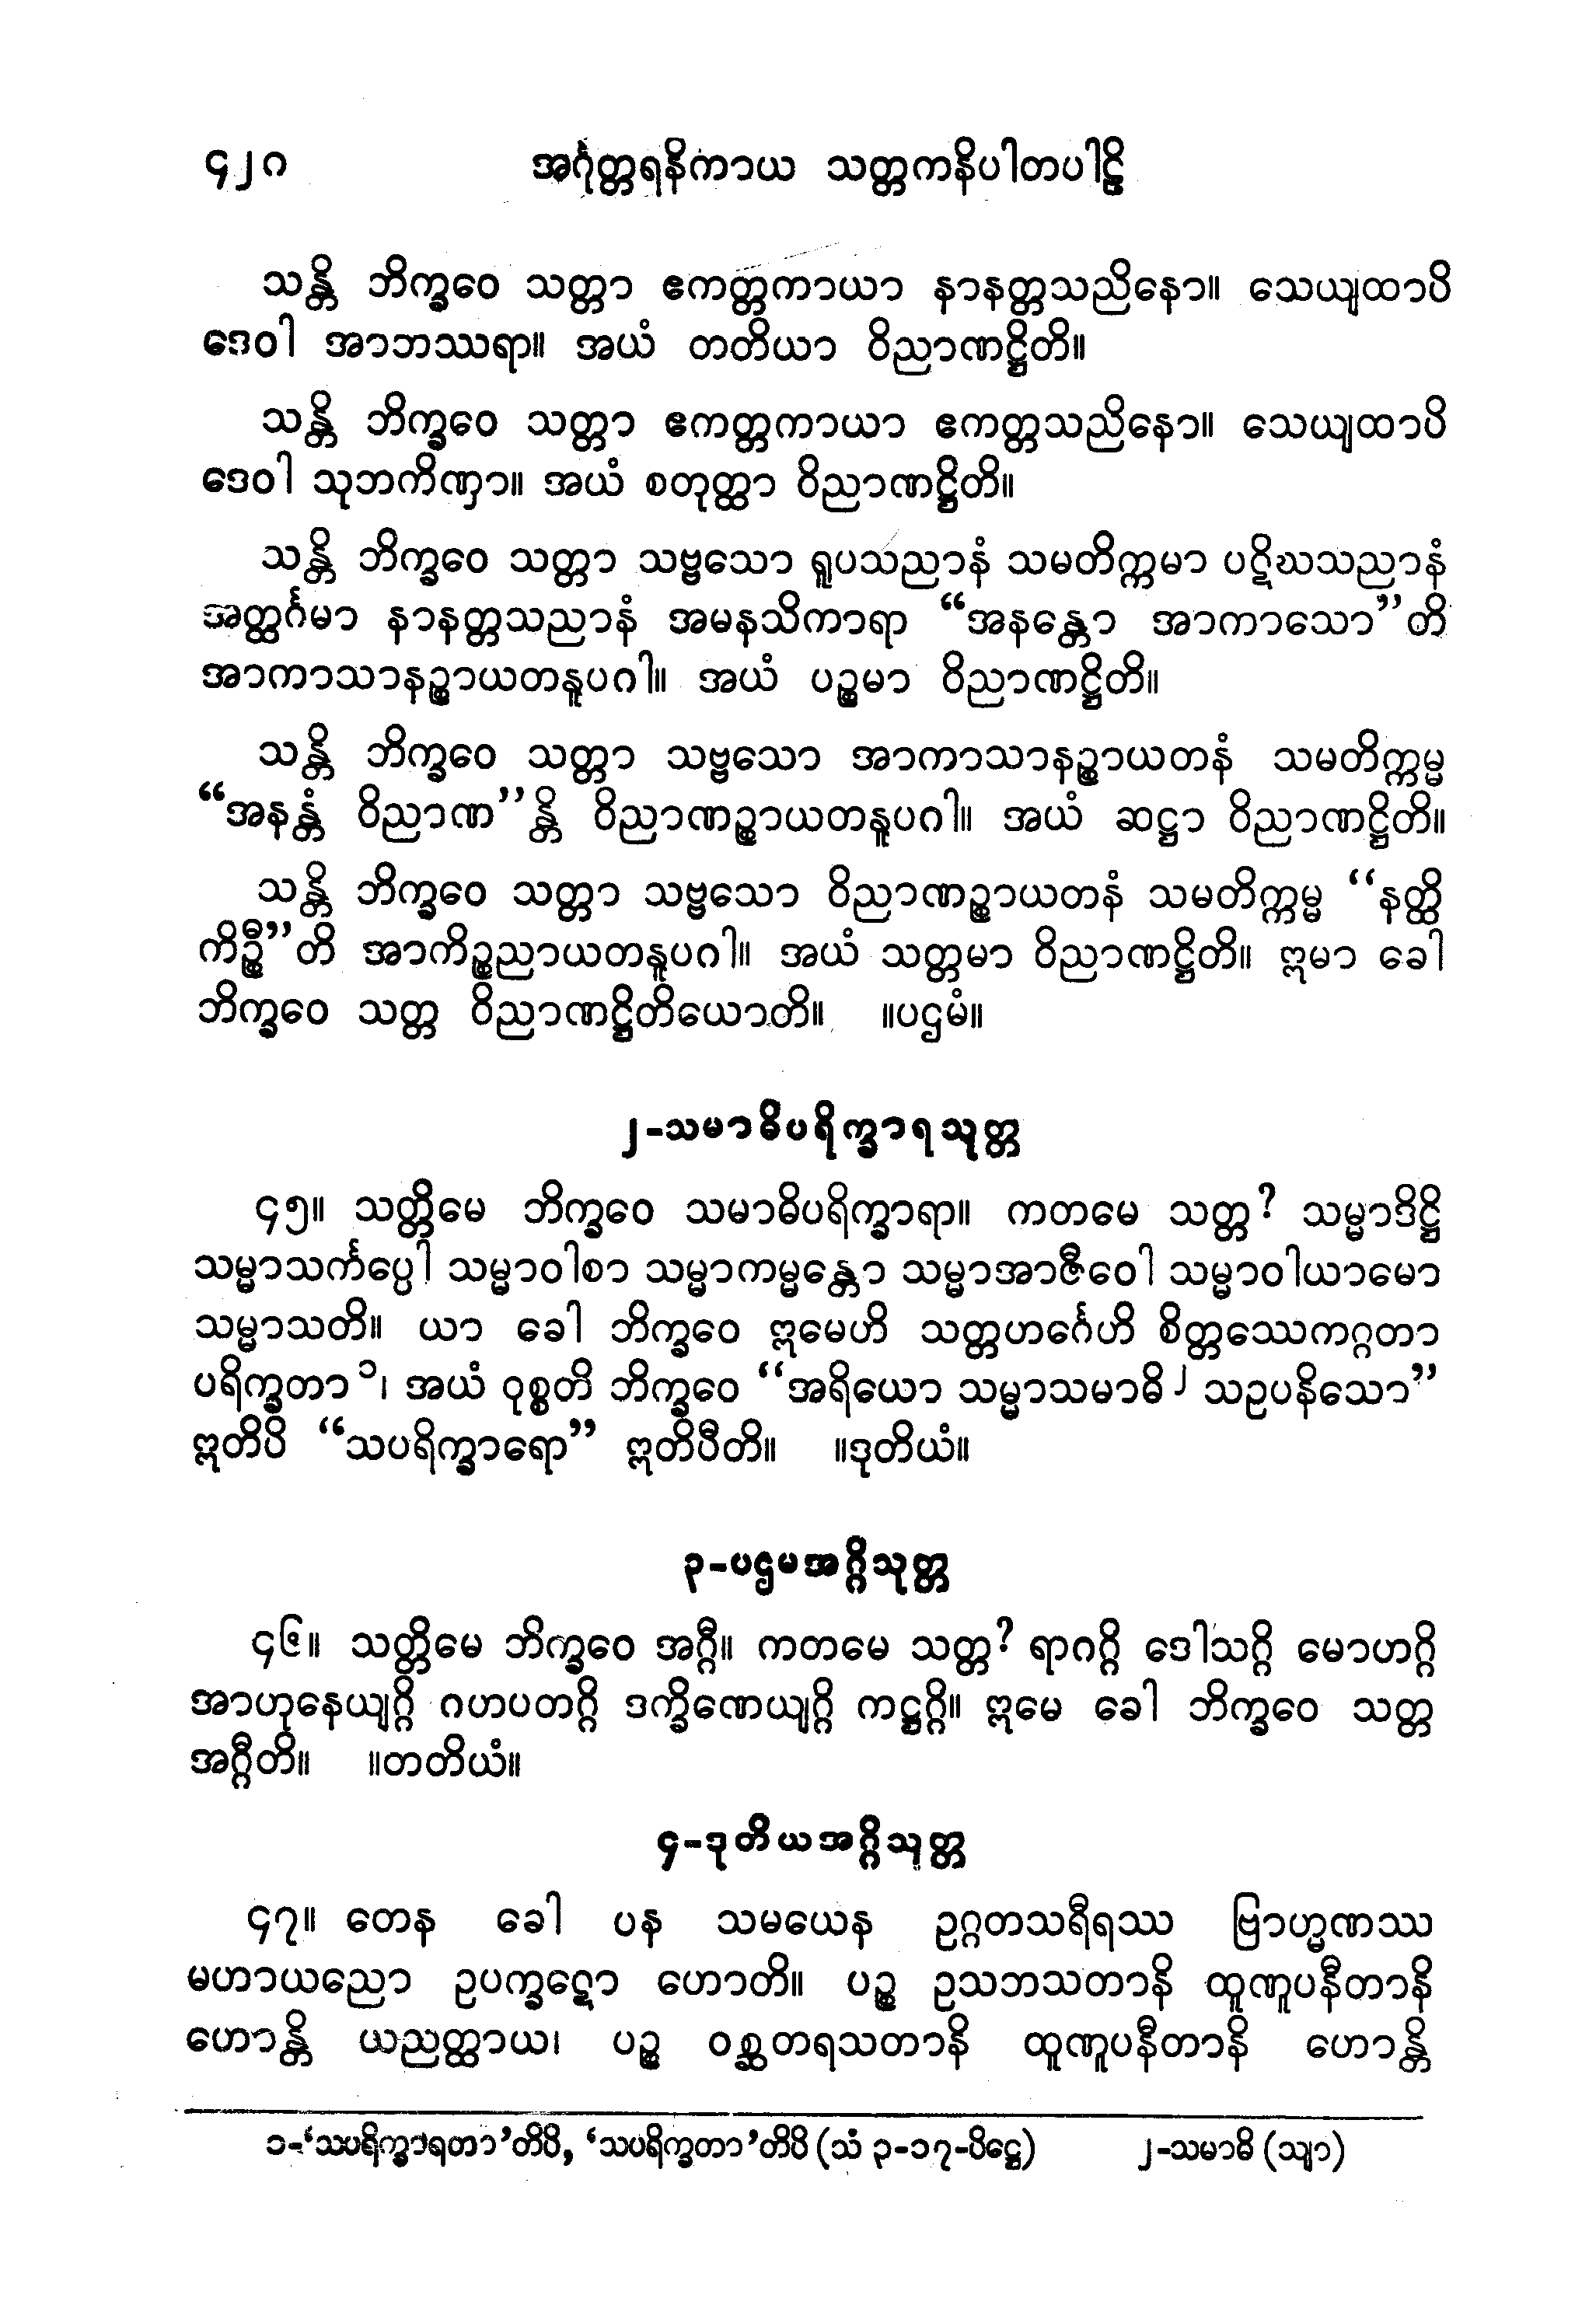 ၄၂၈ အင်္ဂုတ္တရနိကာယ သတ္တကနိပါတပါဠိ
သန္တိ ဘိက္ခဝေ သတ္တာ ဧကတ္တကာယာ နာနတ္တသညိနော။ သေယျထာပိ
ဒေဝါ အာဘဿရာ။ အယံ တတိယာ ဝိညာဏဋ္ဌိတိ။
သန္တိ ဘိက္ခဝေ သတ္တာ ဧကတ္တကာယာ ဧကတ္တသညိနော။ သေယျထာပိ
ဒေဝါ သုဘကိဏှာ။ အယံ စတုတ္ထာ ဝိညာဏဋ္ဌိတိ။
သန္တိ ဘိက္ခဝေ သတ္တာ သဗ္ဗသော ရူပသညာနံ သမတိက္ကမာ ပဋိဃသညာနံ
အတ္ထင်္ဂမာ နာနတ္တသညာနံ အမနသိကာရာ “အနန္တော အာကာသော”တိ
အာကာသာနဉ္စာယတနူပဂါ။ အယံ ပဉ္စမာ ဝိညာဏဋ္ဌိတိ။
သန္တိ ဘိက္ခဝေ သတ္တာ သဗ္ဗသော အာကာသာနဉ္စာယတနံ သမတိက္ကမ္မ
“အနန္တံ ဝိညာဏ”န္တိ ဝိညာဏဉ္စာယတနူပဂါ။ အယံ ဆဋ္ဌာ ဝိညာဏဋ္ဌိတိ။
သန္တိ ဘိက္ခဝေ သတ္တာ သဗ္ဗသော ဝိညာဏဉ္စာယတနံ သမတိက္ကမ္မ “နတ္ထိ
ကိဉ္စီ”တိ အာကိဉ္စညာယတနူပဂါ။ အယံ သတ္တမာ ဝိညာဏဋ္ဌိတိ။ ဣမာ ခေါ
ဘိက္ခဝေ သတ္တ ဝိညာဏဋ္ဌိတိယောတိ။ ။ပဌမံ။
၂-သမာဓိပရိက္ခာရသုတ္တ
၄၅။ သတ္တိမေ ဘိက္ခဝေ သမာဓိပရိက္ခာရာ။ ကတမေ သတ္တ? သမ္မာဒိဋ္ဌိ
သမ္မာသင်္ကပ္ပေါ သမ္မာဝါစာ သမ္မာကမ္မန္တော သမ္မာအာဇီဝေါ သမ္မာဝါယာမော
သမ္မာသတိ။ ယာ ခေါ ဘိက္ခဝေ ဣမေဟိ သတ္တဟင်္ဂေဟိ စိတ္တဿေကဂ္ဂတာ
ပရိက္ခတာ၁၊ အယံ ဝုစ္စတိ ဘိက္ခဝေ “အရိယော သမ္မာသမာဓိ၂ သဥပနိသော”
ဣတိပိ “သပရိက္ခာရော” ဣတိပီတိ။ ။ဒုတိယံ။
၃-ပဌမအဂ္ဂိသုတ္တ
၄၆။ သတ္တိမေ ဘိက္ခဝေ အဂ္ဂီ။ ကတမေ သတ္တ? ရာဂဂ္ဂိ ဒေါသဂ္ဂိ မောဟဂ္ဂိ
အာဟုနေယျဂ္ဂိ ဂဟပတဂ္ဂိ ဒက္ခိဏေယျဂ္ဂိ ကဋ္ဌဂ္ဂိ။ ဣမေ ခေါ ဘိက္ခဝေ သတ္တ
အဂ္ဂီတိ။ ။တတိယံ။
၄-ဒုတိယအဂ္ဂိသုတ္တ
၄၇။ တေန ခေါ ပန သမယေန ဥဂ္ဂတသရီရဿ ဗြာဟ္မဏဿ
မဟာယညော ဥပက္ခဋော ဟောတိ။ ပဉ္စ ဥသဘသတာနိ ထူဏူပနီတာနိ
ဟောန္တိ ယညတ္ထာယ၊ ပဉ္စ ဝစ္ဆတရသတာနိ ထူဏူပနီတာနိ ဟောန္တိ
၁-‘သပရိက္ခာရတာ’တိပိ, ‘သပရိက္ခတာ’တိပိ (သံ ၃-၁၇-ပိဋ္ဌေ) ၂-သမာဓိ (သျာ)